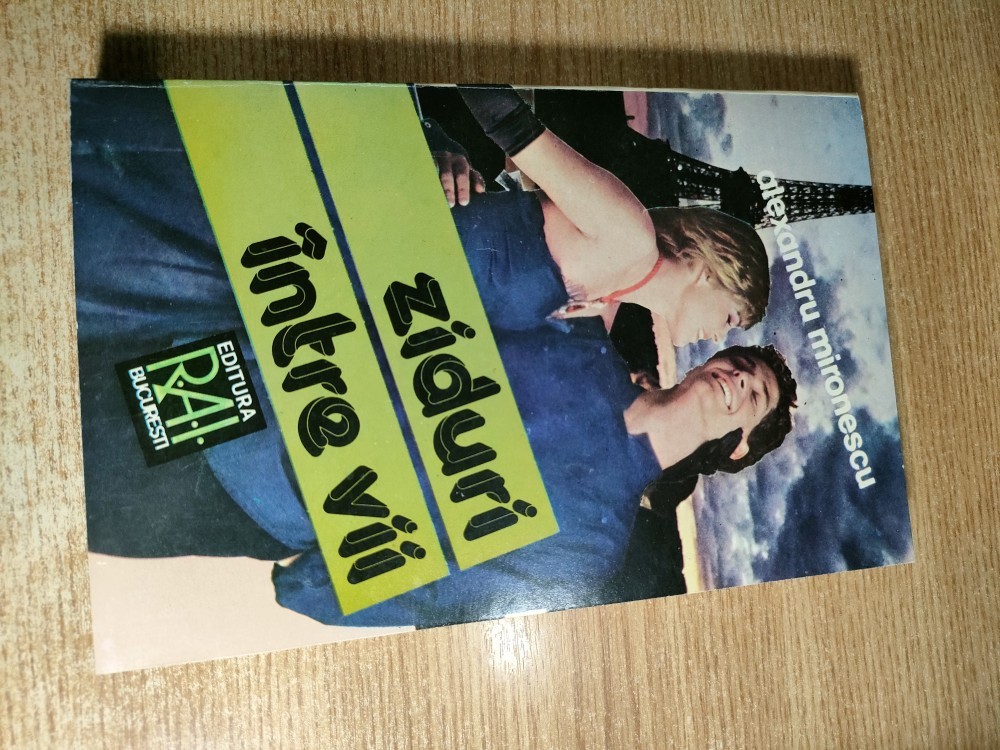 alexandru mironescu
ziduri
între vii
EDITURA
R.A.I.
BUCUREȘTI